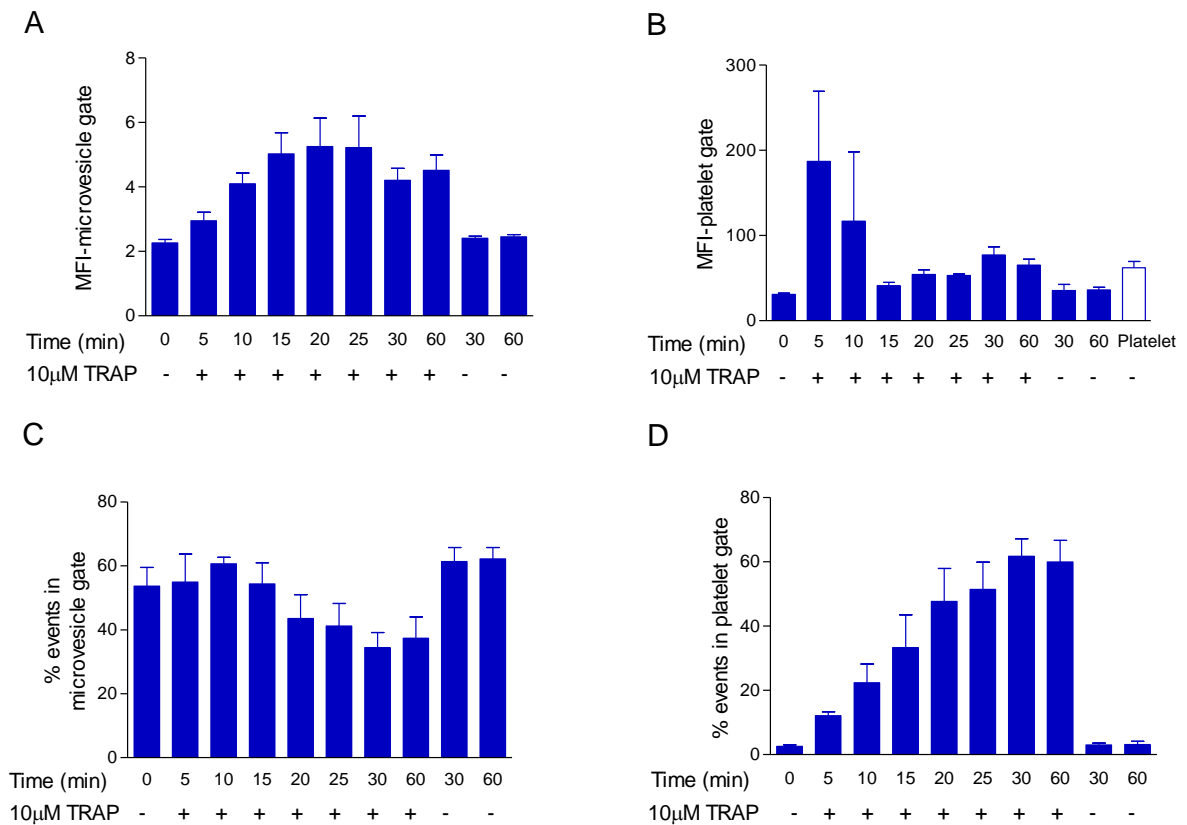 A
8
6
4
2
0
MFI-microvesicle gate
Time (min) 0 5 10 15 20 25 30 60 30 60
10μM TRAP - + + + + + + + - -
B
300
200
100
0
MFI-platelet gate
Time (min) 0 5 10 15 20 25 30 60 30 60 Platelet
10μM TRAP - + + + + + + + - - -
C
80
60
40
20
0
% events in
microvesicle gate
Time (min) 0 5 10 15 20 25 30 60 30 60
10μM TRAP - + + + + + + + - -
D
80
60
40
20
0
% events in platelet gate
Time (min) 0 5 10 15 20 25 30 60 30 60
10μM TRAP - + + + + + + + - -